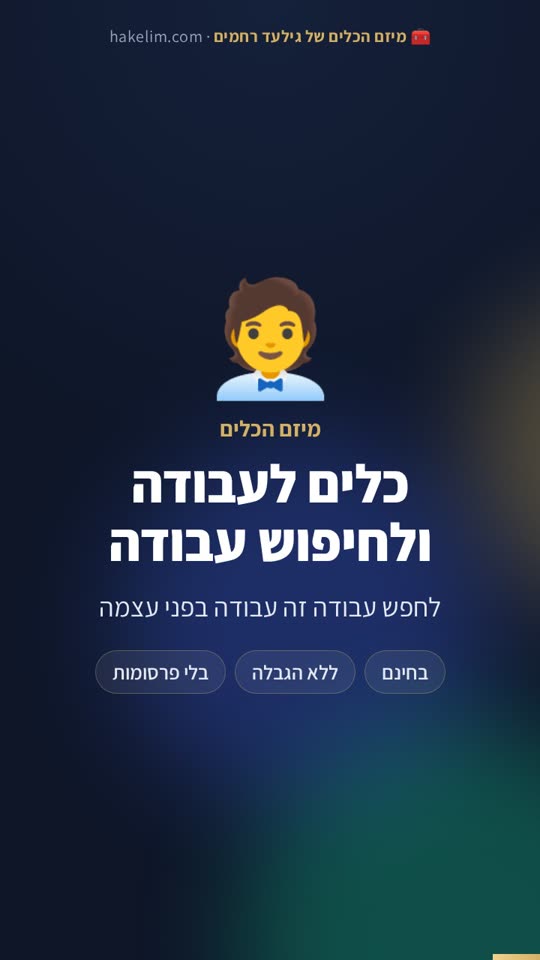 🧰 מיזם הכלים של גילעד רחמים · hakelim.com
מיזם הכלים
כלים לעבודה
ולחיפוש עבודה
לחפש עבודה זה עבודה בפני עצמה
בחינם
ללא הגבלה
בלי פרסומות